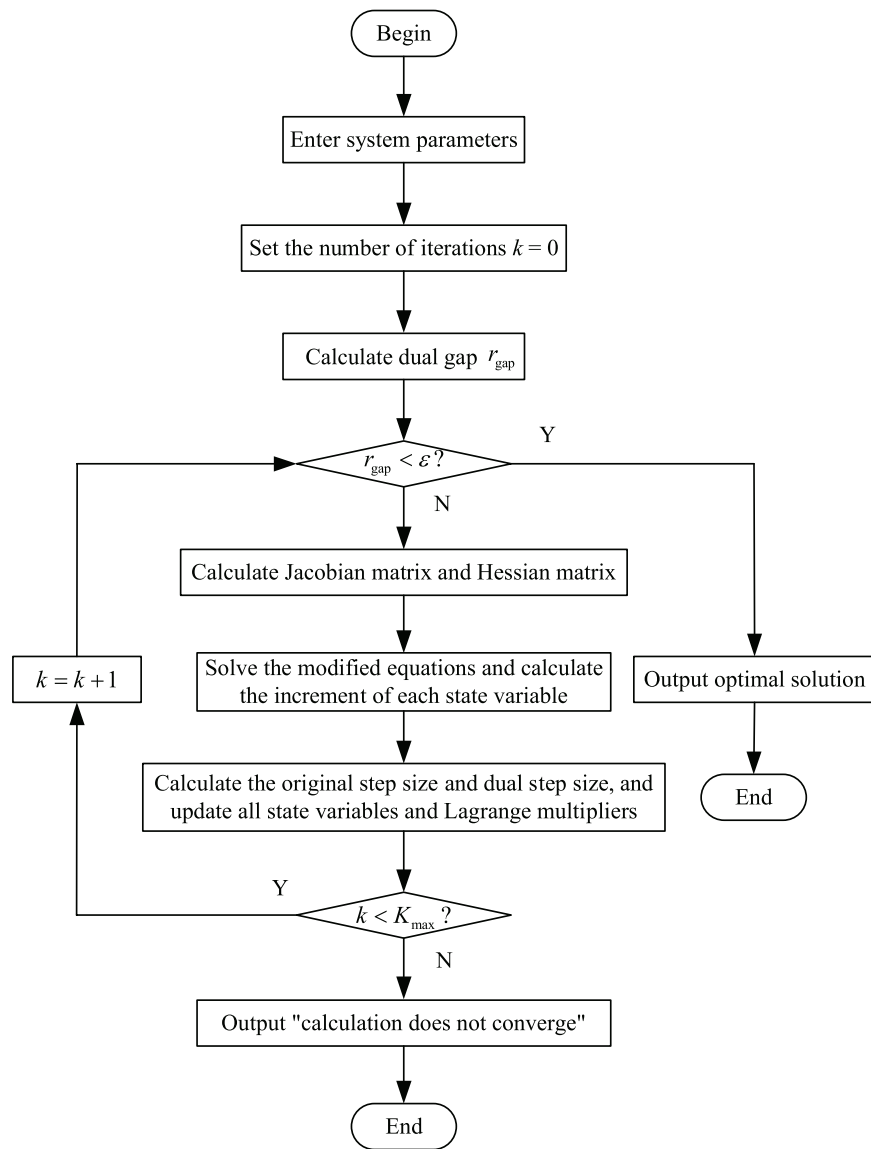 Begin
Enter system parameters
Set the number of iterations k = 0
Calculate dual gap r_gap
r_gap < ε ?
Y
N
Calculate Jacobian matrix and Hessian matrix
Solve the modified equations and calculate
the increment of each state variable
k = k + 1
Output optimal solution
Calculate the original step size and dual step size, and
update all state variables and Lagrange multipliers
End
Y
k < K_max ?
N
Output "calculation does not converge"
End